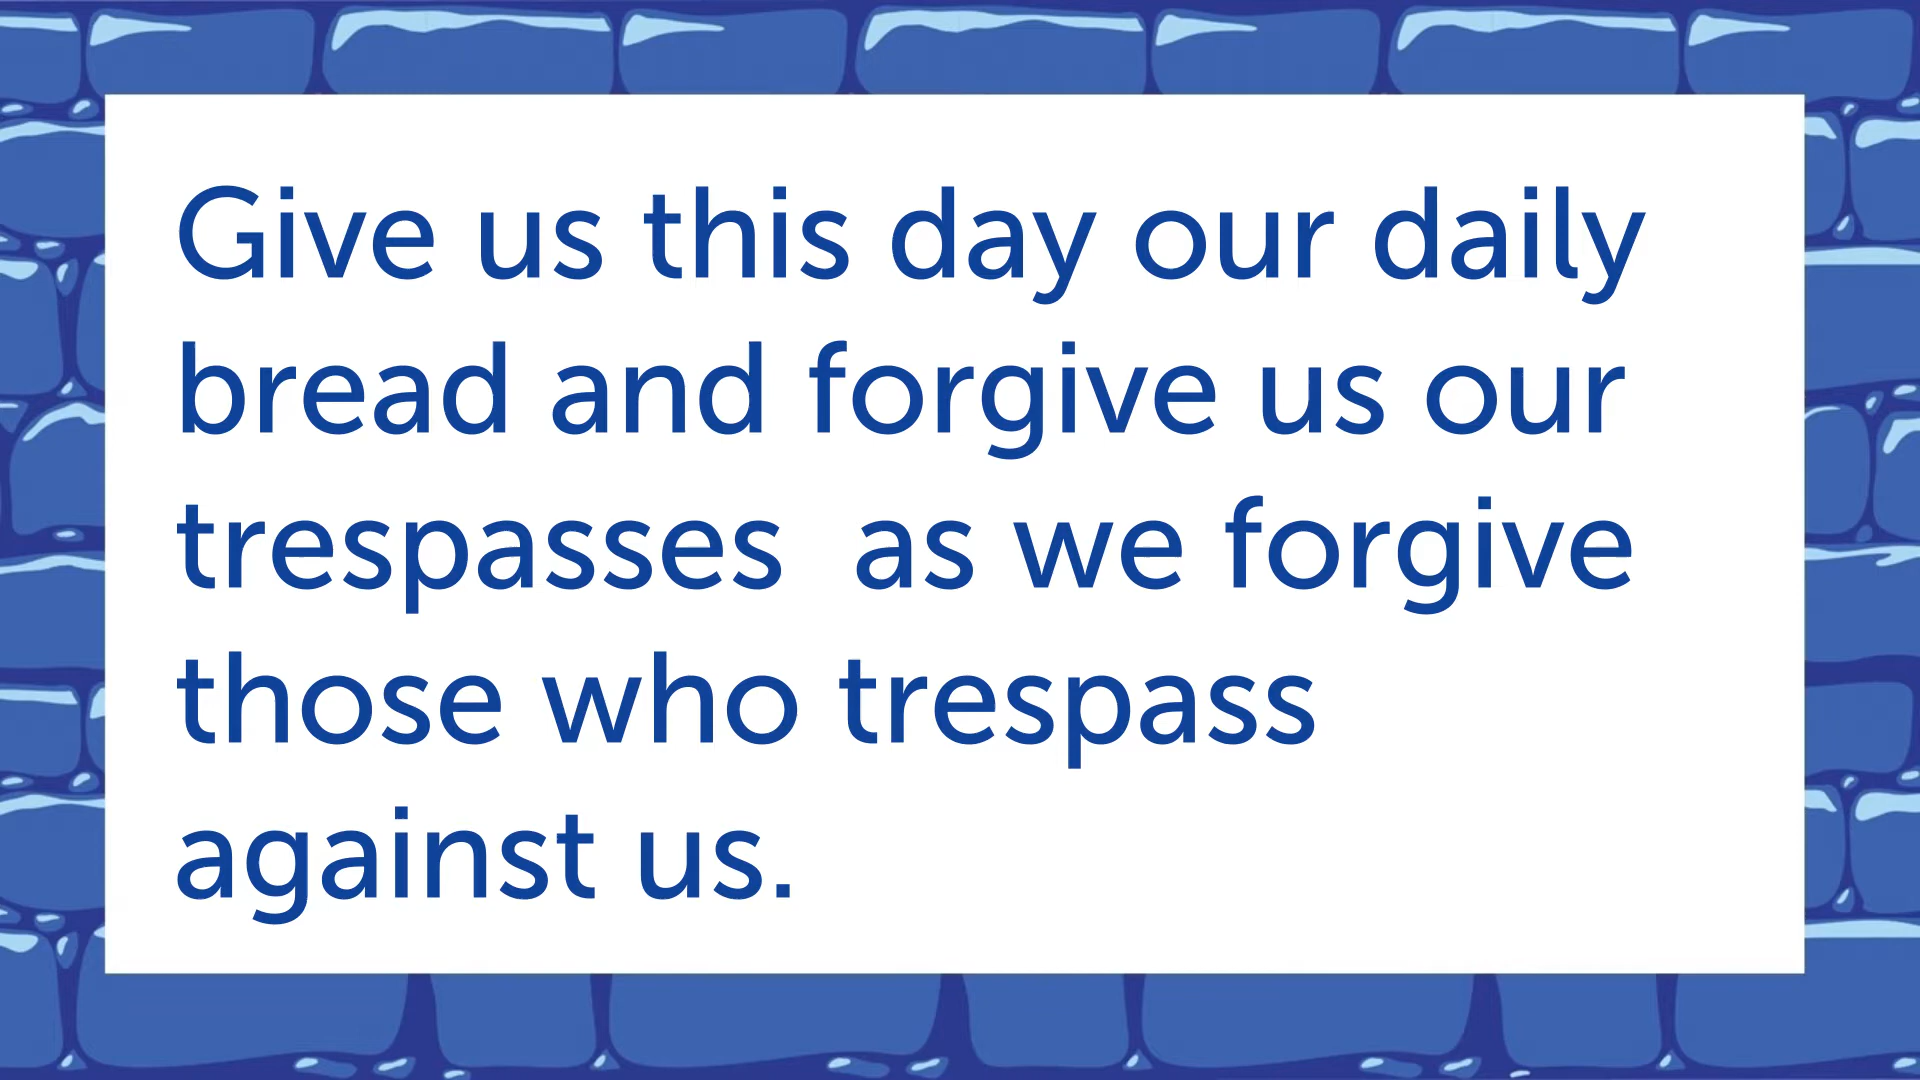 Give us this day our daily
bread and forgive us our
trespasses  as we forgive
those who trespass
against us.